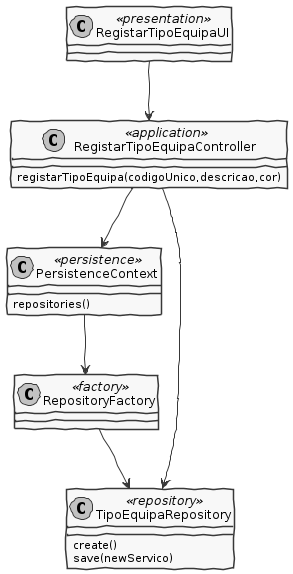 C «presentation»
RegistarTipoEquipaUI
C «application»
RegistarTipoEquipaController
registarTipoEquipa(codigoUnico,descricao,cor)
C «persistence»
PersistenceContext
repositories()
C «factory»
RepositoryFactory
C «repository»
TipoEquipaRepository
create()
save(newServico)